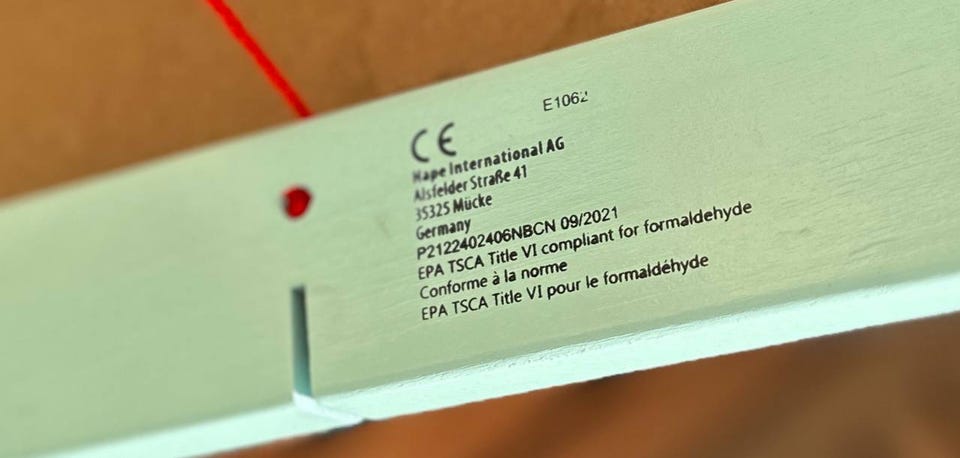 E1062
CE
Hape International AG
Alsfelder Straße 41
35325 Mücke
Germany
P2122402406NBCN 09/2021
EPA TSCA Title VI compliant for formaldehyde
Conforme à la norme
EPA TSCA Title VI pour le formaldéhyde